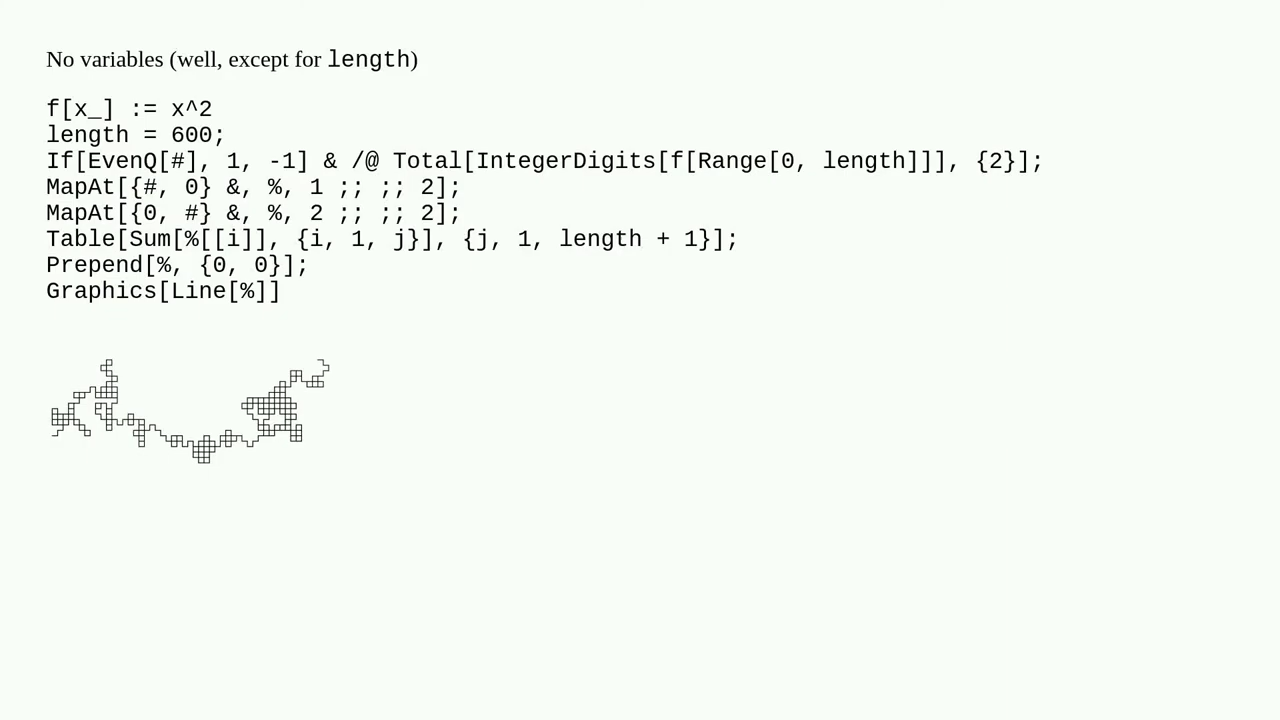 No variables (well, except for length)
f[x_] := x^2
length = 600;
If[EvenQ[#], 1, -1] & /@ Total[IntegerDigits[f[Range[0, length]]], {2}];
MapAt[{#, 0} &, %, 1 ;; ;; 2];
MapAt[{0, #} &, %, 2 ;; ;; 2];
Table[Sum[%[[i]], {i, 1, j}], {j, 1, length + 1}];
Prepend[%, {0, 0}];
Graphics[Line[%]]